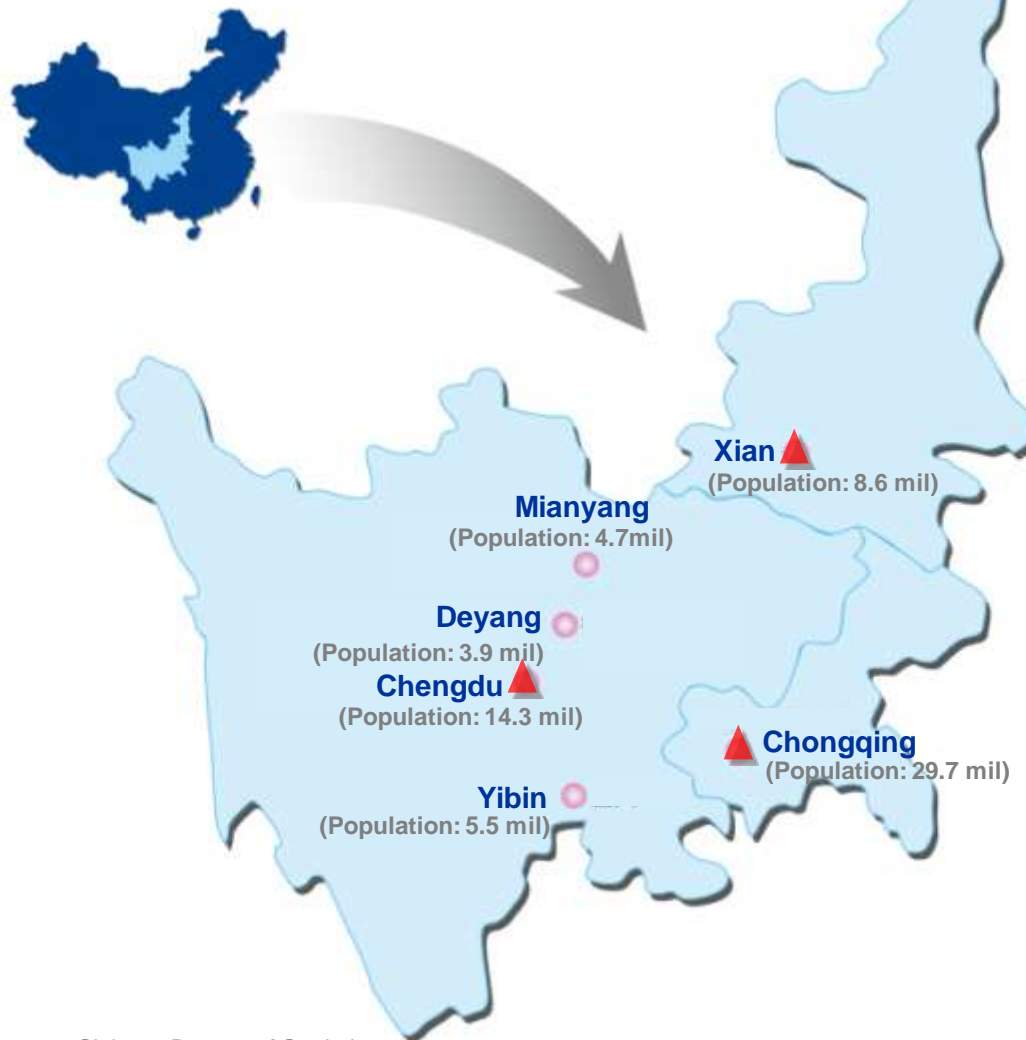 Xian
(Population: 8.6 mil)
Mianyang
(Population: 4.7mil)
Deyang
(Population: 3.9 mil)
Chengdu
(Population: 14.3 mil)
Chongqing
(Population: 29.7 mil)
Yibin
(Population: 5.5 mil)